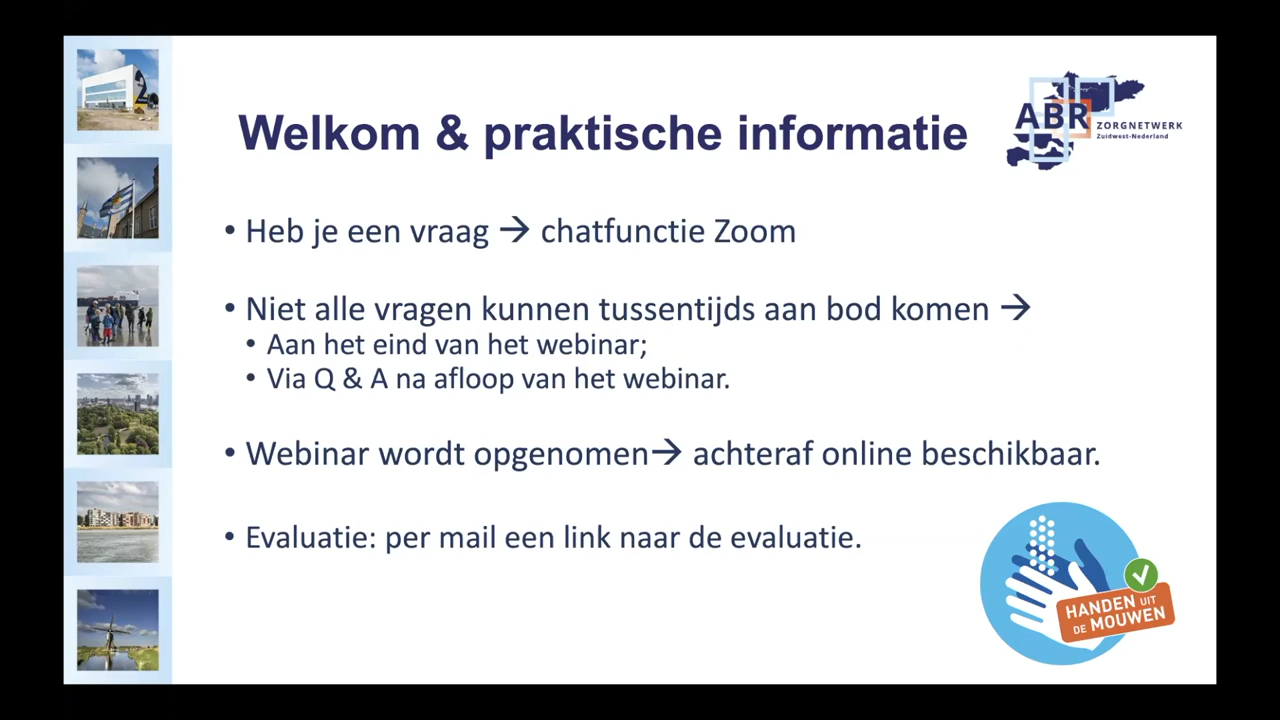 Welkom & praktische informatie
ABR ZORGNETWERK
Zuidwest-Nederland
• Heb je een vraag → chatfunctie Zoom
• Niet alle vragen kunnen tussentijds aan bod komen →
• Aan het eind van het webinar;
• Via Q & A na afloop van het webinar.
• Webinar wordt opgenomen→ achteraf online beschikbaar.
• Evaluatie: per mail een link naar de evaluatie.
HANDEN UIT
DE MOUWEN